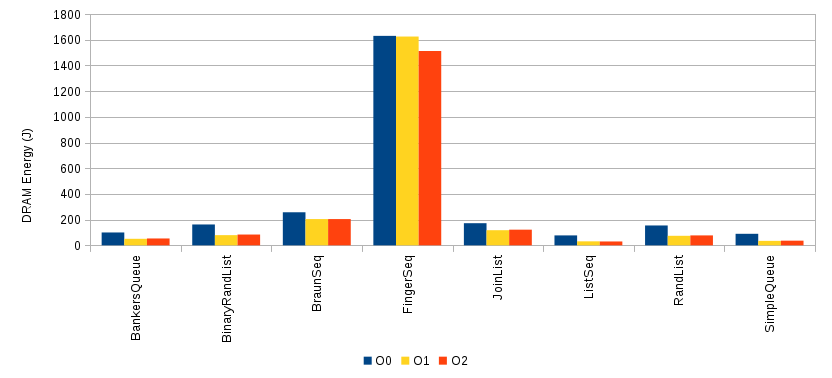 1800
1600
1400
1200
1000
800
600
400
200
0
DRAM Energy (J)
BankersQueue
BinaryRandList
BraunSeq
FingerSeq
JoinList
ListSeq
RandList
SimpleQueue
O0 O1 O2